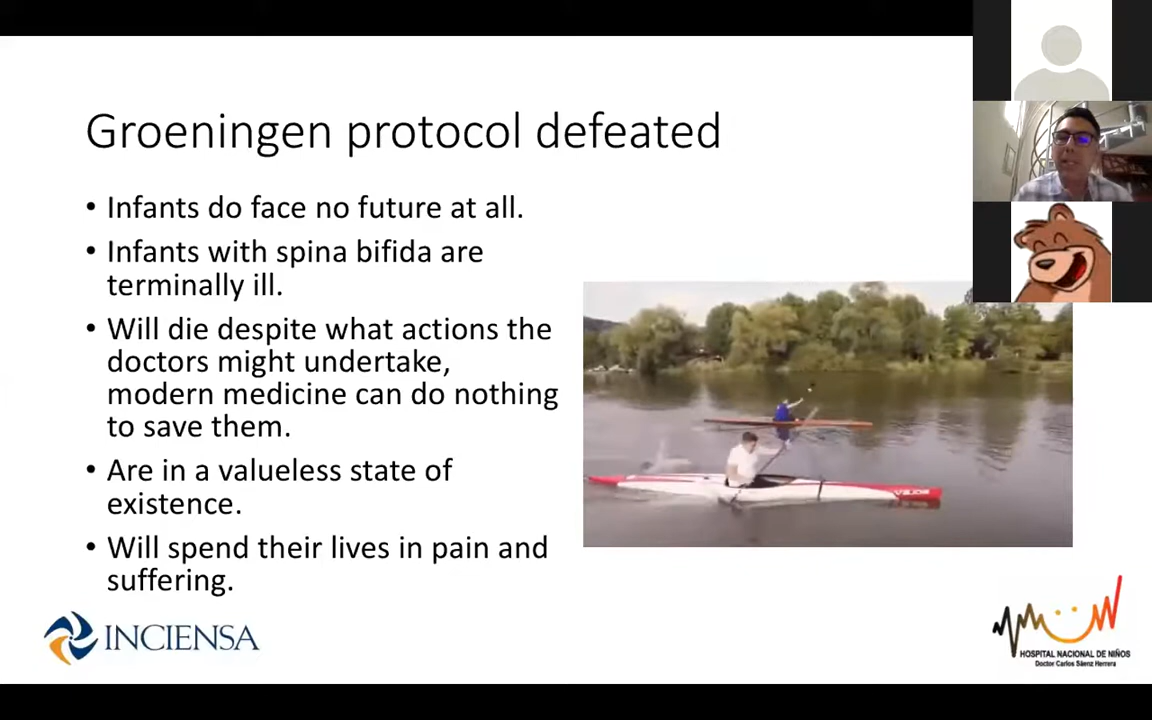 Groeningen protocol defeated
• Infants do face no future at all.
• Infants with spina bifida are
terminally ill.
• Will die despite what actions the
doctors might undertake,
modern medicine can do nothing
to save them.
• Are in a valueless state of
existence.
• Will spend their lives in pain and
suffering.
INCIENSA
HOSPITAL NACIONAL DE NIÑOS
Doctor Carlos Sáenz Herrera